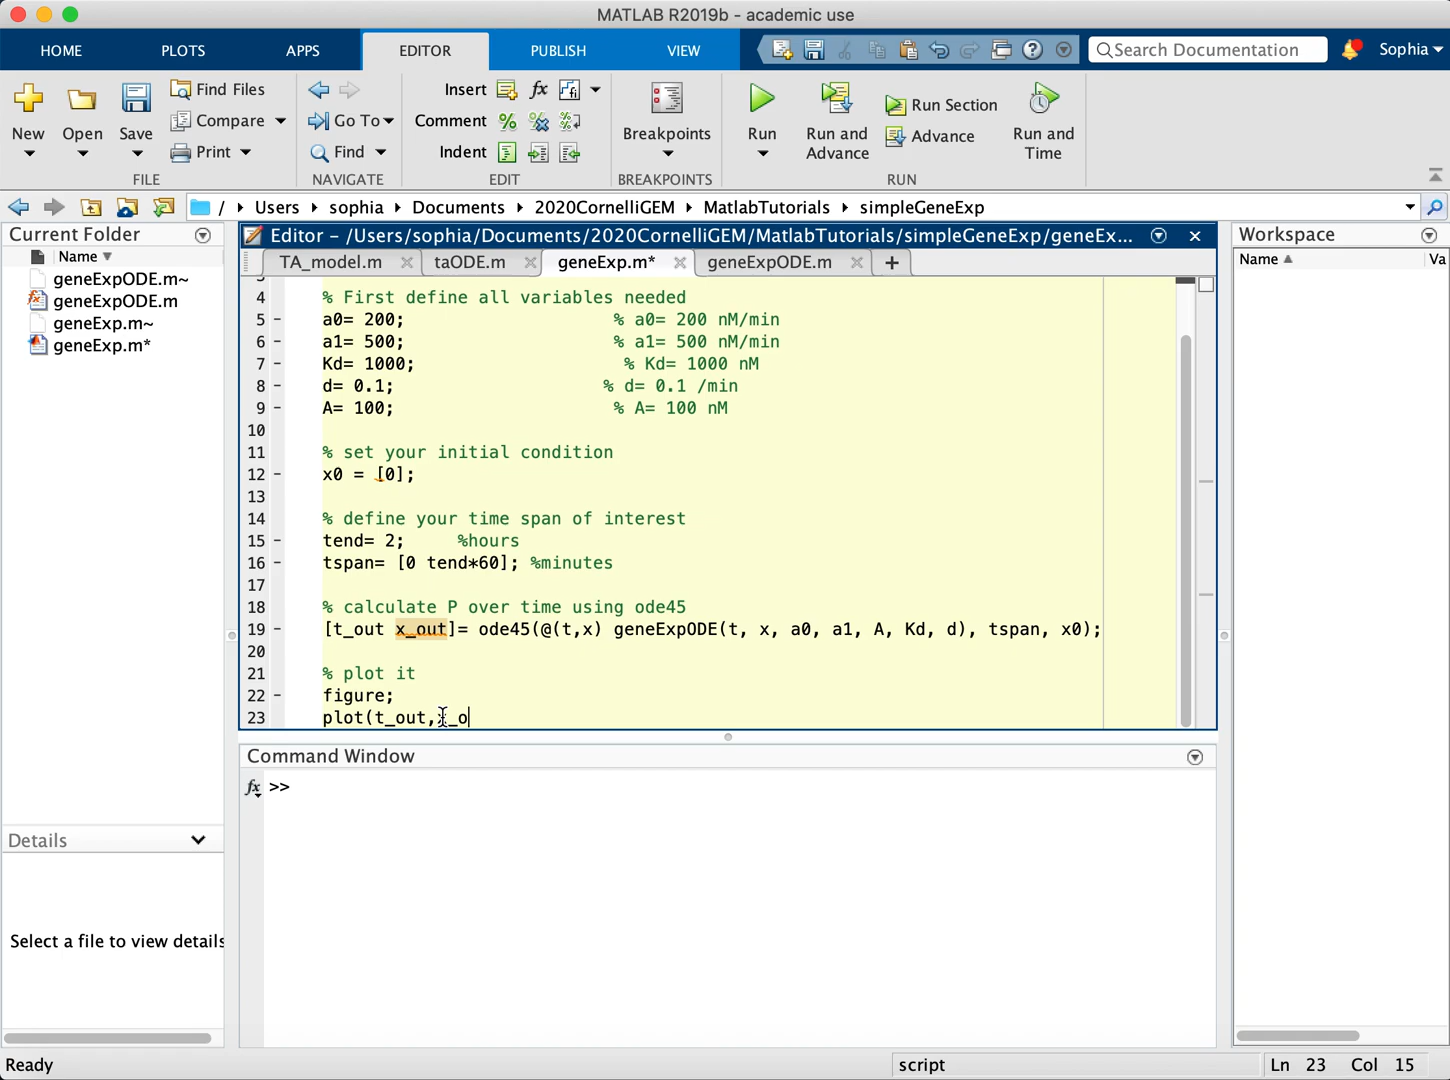 MATLAB R2019b - academic use
HOME PLOTS APPS EDITOR PUBLISH VIEW Search Documentation Sophia
New Open Save Find Files Compare Print
Go To Find
Insert fx Comment Indent
Breakpoints
Run Run and Advance Run Section Advance Run and Time
FILE NAVIGATE EDIT BREAKPOINTS RUN
/ Users sophia Documents 2020CornelliGEM MatlabTutorials simpleGeneExp
Current Folder
Name
geneExpODE.m~
geneExpODE.m
geneExp.m~
geneExp.m*
Details
Select a file to view details
Editor – /Users/sophia/Documents/2020CornelliGEM/MatlabTutorials/simpleGeneExp/geneEx...
TA_model.m taODE.m geneExp.m* geneExpODE.m +
4 % First define all variables needed
5 - a0= 200; % a0= 200 nM/min
6 - a1= 500; % a1= 500 nM/min
7 - Kd= 1000; % Kd= 1000 nM
8 - d= 0.1; % d= 0.1 /min
9 - A= 100; % A= 100 nM
10
11 % set your initial condition
12 - x0 = [0];
13
14 % define your time span of interest
15 - tend= 2; %hours
16 - tspan= [0 tend*60]; %minutes
17
18 % calculate P over time using ode45
19 - [t_out x_out]= ode45(@(t,x) geneExpODE(t, x, a0, a1, A, Kd, d), tspan, x0);
20
21 % plot it
22 - figure;
23 plot(t_out,x_o
Command Window
fx >>
Workspace
Name Va
Ready script Ln 23 Col 15